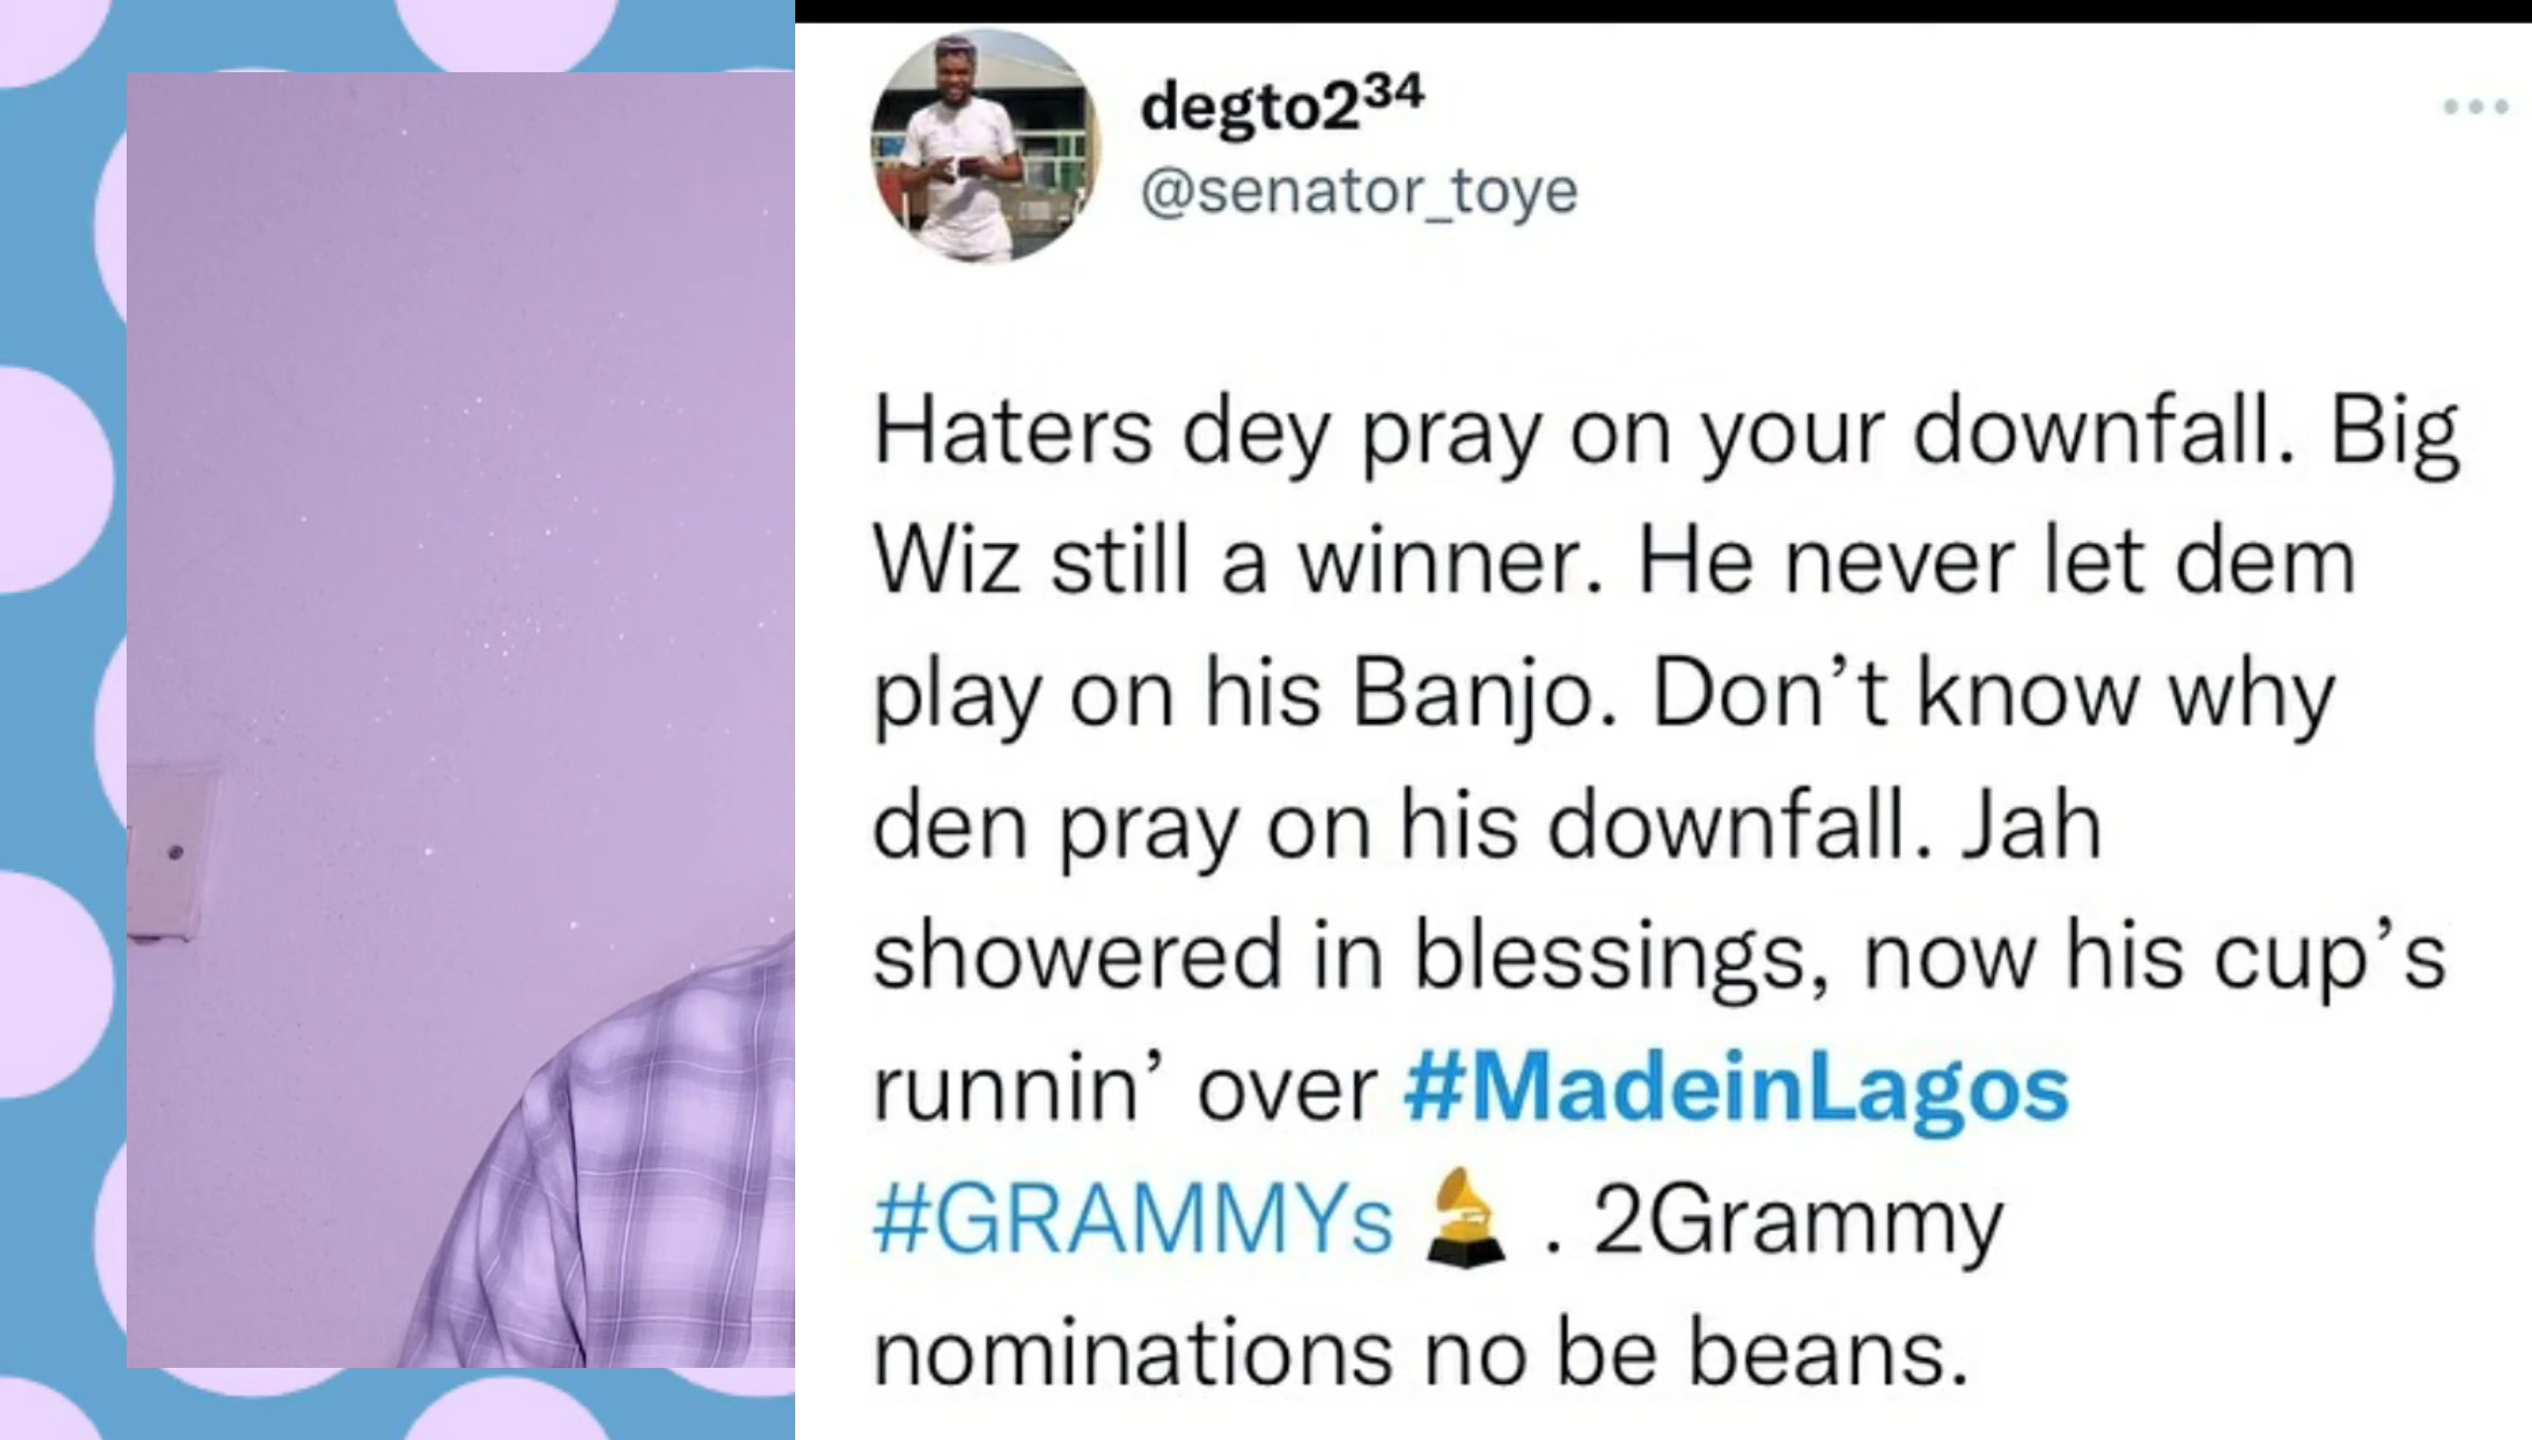 degto2³⁴
@senator_toye
Haters dey pray on your downfall. Big
Wiz still a winner. He never let dem
play on his Banjo. Don’t know why
den pray on his downfall. Jah
showered in blessings, now his cup’s
runnin’ over #MadeinLagos
#GRAMMYs . 2Grammy
nominations no be beans.